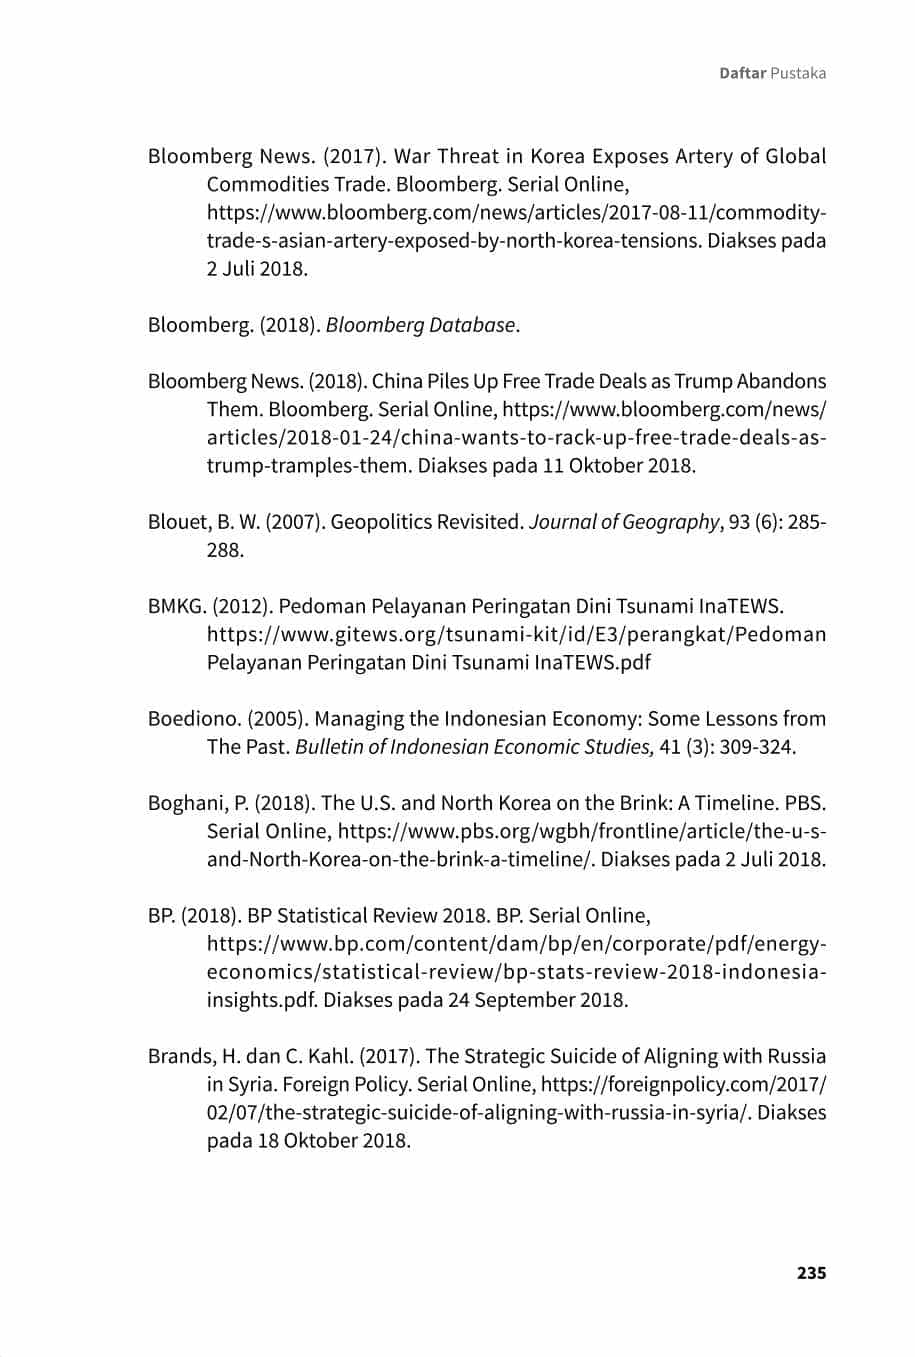 Daftar Pustaka
Bloomberg News. (2017). War Threat in Korea Exposes Artery of Global
Commodities Trade. Bloomberg. Serial Online,
https://www.bloomberg.com/news/articles/2017-08-11/commodity-
trade-s-asian-artery-exposed-by-north-korea-tensions. Diakses pada
2 Juli 2018.
Bloomberg. (2018). Bloomberg Database.
Bloomberg News. (2018). China Piles Up Free Trade Deals as Trump Abandons
Them. Bloomberg. Serial Online, https://www.bloomberg.com/news/
articles/2018-01-24/china-wants-to-rack-up-free-trade-deals-as-
trump-tramples-them. Diakses pada 11 Oktober 2018.
Blouet, B. W. (2007). Geopolitics Revisited. Journal of Geography, 93 (6): 285-
288.
BMKG. (2012). Pedoman Pelayanan Peringatan Dini Tsunami InaTEWS.
https://www.gitews.org/tsunami-kit/id/E3/perangkat/Pedoman
Pelayanan Peringatan Dini Tsunami InaTEWS.pdf
Boediono. (2005). Managing the Indonesian Economy: Some Lessons from
The Past. Bulletin of Indonesian Economic Studies, 41 (3): 309-324.
Boghani, P. (2018). The U.S. and North Korea on the Brink: A Timeline. PBS.
Serial Online, https://www.pbs.org/wgbh/frontline/article/the-u-s-
and-North-Korea-on-the-brink-a-timeline/. Diakses pada 2 Juli 2018.
BP. (2018). BP Statistical Review 2018. BP. Serial Online,
https://www.bp.com/content/dam/bp/en/corporate/pdf/energy-
economics/statistical-review/bp-stats-review-2018-indonesia-
insights.pdf. Diakses pada 24 September 2018.
Brands, H. dan C. Kahl. (2017). The Strategic Suicide of Aligning with Russia
in Syria. Foreign Policy. Serial Online, https://foreignpolicy.com/2017/
02/07/the-strategic-suicide-of-aligning-with-russia-in-syria/. Diakses
pada 18 Oktober 2018.
235